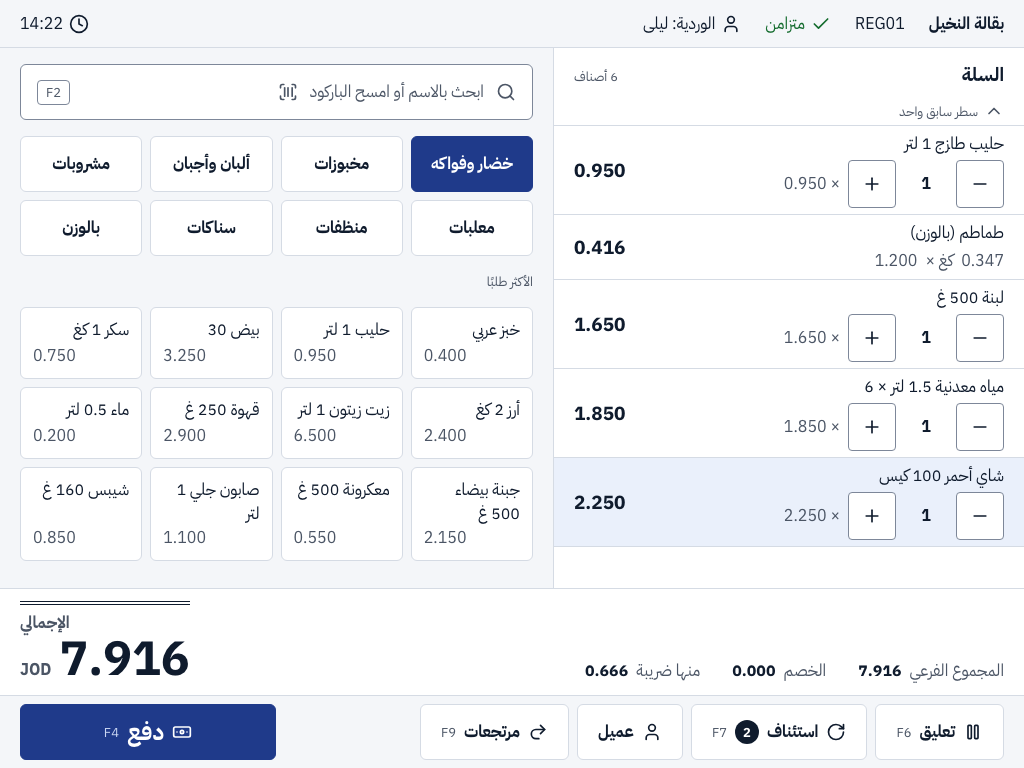 بقالة النخيل
REG01
متزامن
الوردية: ليلى
14:22
السلة
6 أصناف
سطر سابق واحد
حليب طازج 1 لتر
− 1 + × 0.950
0.950
طماطم (بالوزن)
0.347 كغ × 1.200
0.416
لبنة 500 غ
− 1 + × 1.650
1.650
مياه معدنية 1.5 لتر × 6
− 1 + × 1.850
1.850
شاي أحمر 100 كيس
− 1 + × 2.250
2.250
ابحث بالاسم أو امسح الباركود
F2
خضار وفواكه
مخبوزات
ألبان وأجبان
مشروبات
معلبات
منظفات
سناكات
بالوزن
الأكثر طلبًا
خبز عربي
0.400
حليب 1 لتر
0.950
بيض 30
3.250
سكر 1 كغ
0.750
أرز 2 كغ
2.400
زيت زيتون 1 لتر
6.500
قهوة 250 غ
2.900
ماء 0.5 لتر
0.200
جبنة بيضاء
500 غ
2.150
معكرونة 500 غ
0.550
صابون جلي 1
لتر
1.100
شيبس 160 غ
0.850
المجموع الفرعي 7.916
الخصم 0.000
منها ضريبة 0.666
الإجمالي
7.916 JOD
تعليق F6
استئناف 2 F7
عميل
مرتجعات F9
دفع F4